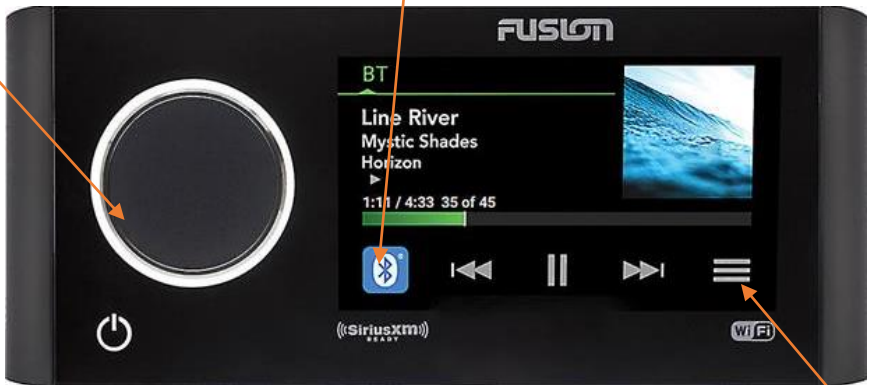 FUSION
BT
Line River
Mystic Shades
Horizon
1:11 / 4:33 35 of 45
((SiriusXM))
READY
WiFi